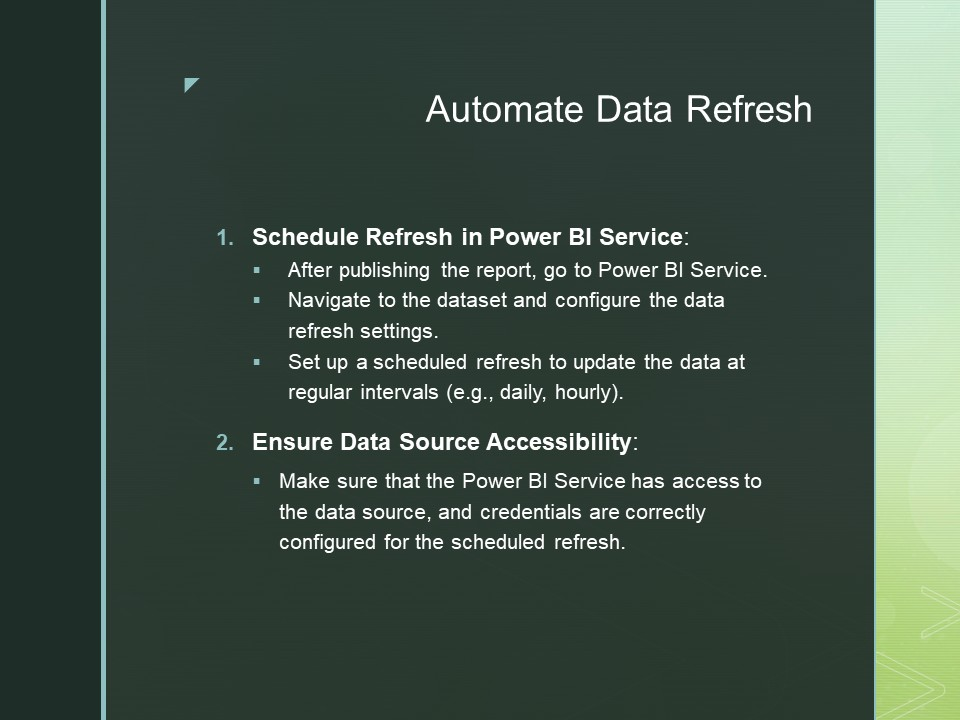 Automate Data Refresh
1. Schedule Refresh in Power BI Service:
▪ After publishing the report, go to Power BI Service.
▪ Navigate to the dataset and configure the data
refresh settings.
▪ Set up a scheduled refresh to update the data at
regular intervals (e.g., daily, hourly).
2. Ensure Data Source Accessibility:
▪ Make sure that the Power BI Service has access to
the data source, and credentials are correctly
configured for the scheduled refresh.